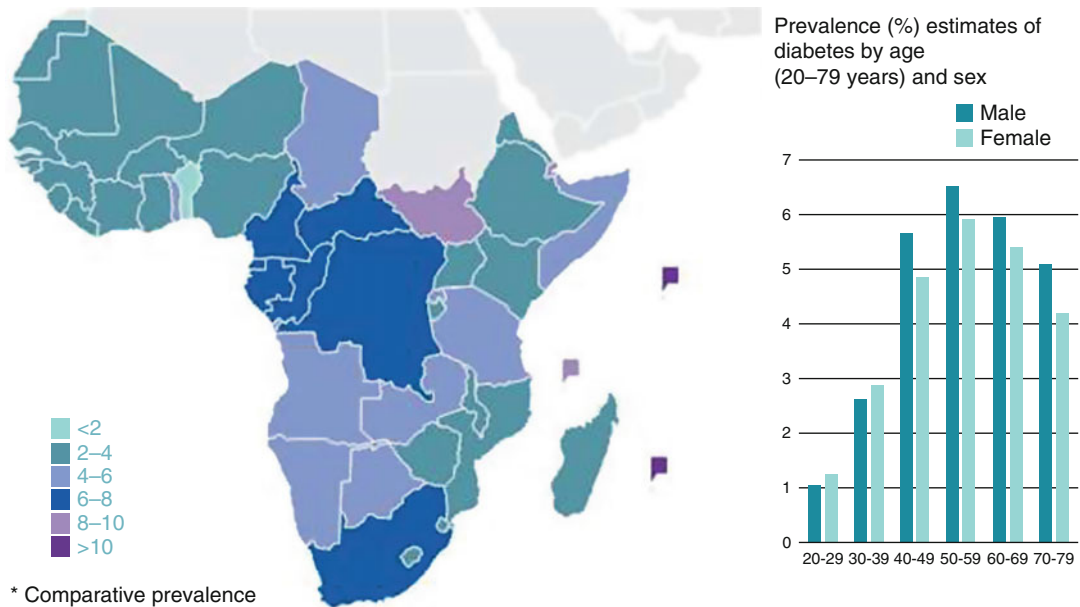 Prevalence (%) estimates of
diabetes by age
(20–79 years) and sex
Male
Female
7
6
5
4
3
2
1
0
20-29 30-39 40-49 50-59 60-69 70-79
<2
2–4
4–6
6–8
8–10
>10
* Comparative prevalence